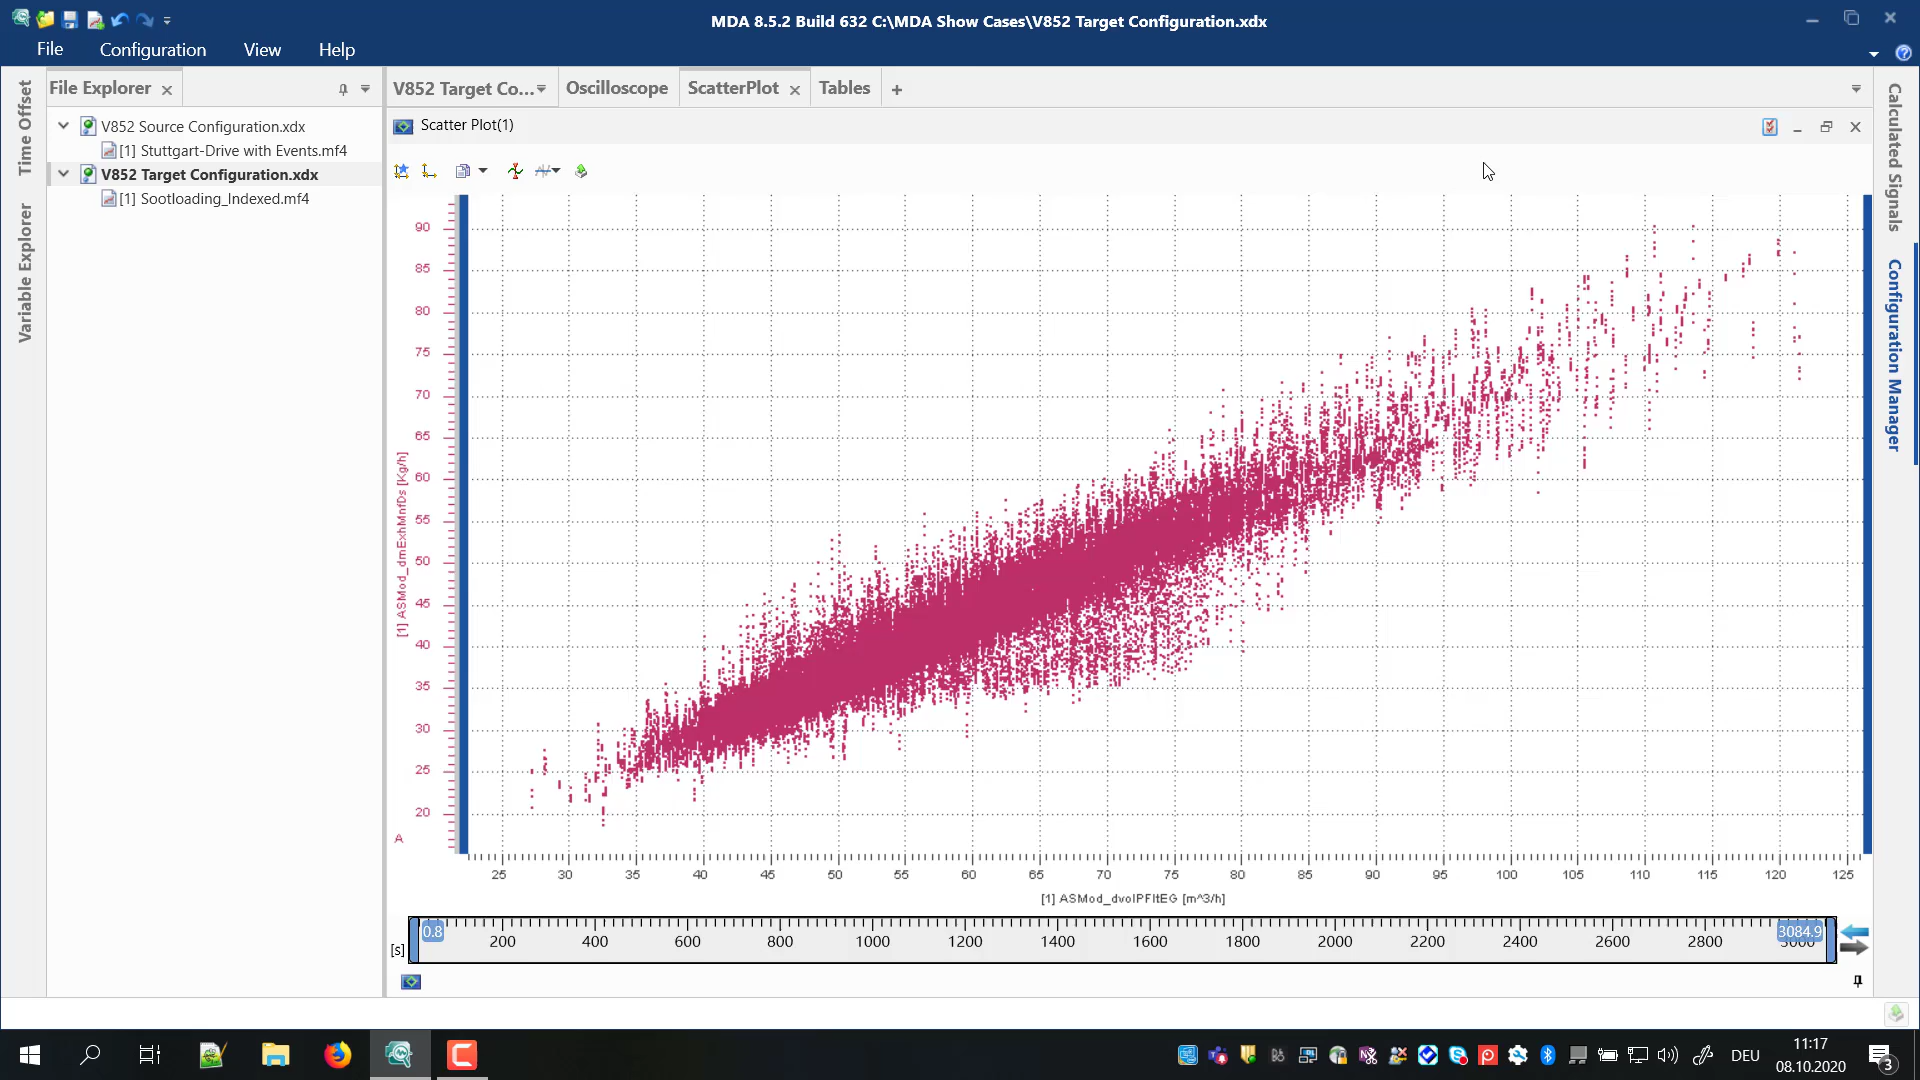 MDA 8.5.2 Build 632 C:\MDA Show Cases\V852 Target Configuration.xdx
File Configuration View Help
File Explorer
V852 Target Co... Oscilloscope ScatterPlot Tables +
Time Offset
Variable Explorer
V852 Source Configuration.xdx
[1] Stuttgart-Drive with Events.mf4
V852 Target Configuration.xdx
[1] Sootloading_Indexed.mf4
Scatter Plot(1)
Calculated Signals
Configuration Manager
90
85
80
75
70
65
60
55
50
45
40
35
30
25
20
[1] ASMod_dmExhMnfDs [Kg/h]
A
25 30 35 40 45 50 55 60 65 70 75 80 85 90 95 100 105 110 115 120 125
[1] ASMod_dvolPFltEG [m^3/h]
0.8 3084.9
[s] 200 400 600 800 1000 1200 1400 1600 1800 2000 2200 2400 2600 2800 3000
DEU
11:17
08.10.2020
3